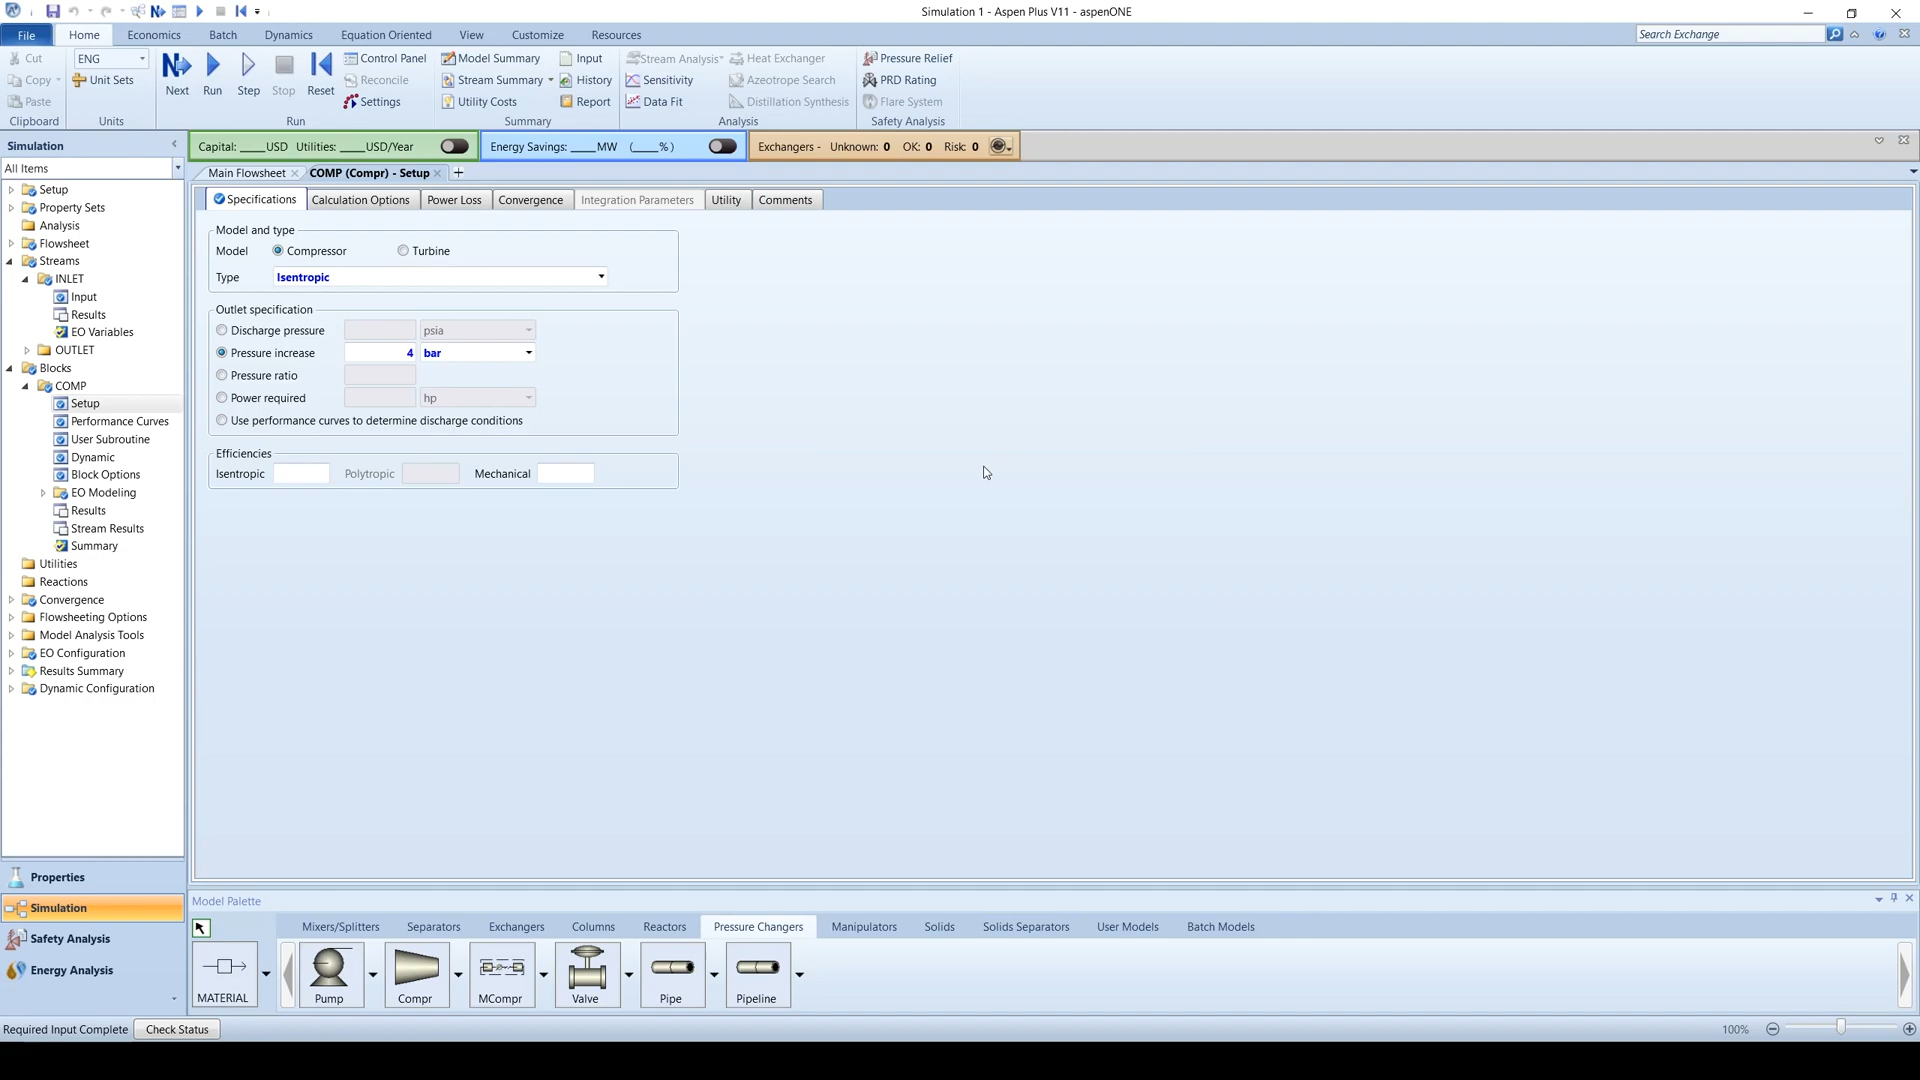 Simulation 1 - Aspen Plus V11 - aspenONE
File Home Economics Batch Dynamics Equation Oriented View Customize Resources Search Exchange
Cut ENG Control Panel Model Summary Input Stream Analysis Heat Exchanger Pressure Relief
Copy Unit Sets Reconcile Stream Summary History Sensitivity Azeotrope Search PRD Rating
Paste Next Run Step Stop Reset Settings Utility Costs Report Data Fit Distillation Synthesis Flare System
Clipboard Units Run Summary Analysis Safety Analysis
Simulation Capital: ____USD Utilities: ____USD/Year Energy Savings: ____MW (____%) Exchangers - Unknown: 0 OK: 0 Risk: 0
All Items Main Flowsheet COMP (Compr) - Setup +
Setup
Property Sets
Analysis
Flowsheet
Streams
INLET
Input
Results
EO Variables
OUTLET
Blocks
COMP
Setup
Performance Curves
User Subroutine
Dynamic
Block Options
EO Modeling
Results
Stream Results
Summary
Utilities
Reactions
Convergence
Flowsheeting Options
Model Analysis Tools
EO Configuration
Results Summary
Dynamic Configuration
Properties
Simulation
Safety Analysis
Energy Analysis
Specifications Calculation Options Power Loss Convergence Integration Parameters Utility Comments
Model and type
Model Compressor Turbine
Type Isentropic
Outlet specification
Discharge pressure psia
Pressure increase 4 bar
Pressure ratio
Power required hp
Use performance curves to determine discharge conditions
Efficiencies
Isentropic Polytropic Mechanical
Model Palette
Mixers/Splitters Separators Exchangers Columns Reactors Pressure Changers Manipulators Solids Solids Separators User Models Batch Models
MATERIAL Pump Compr MCompr Valve Pipe Pipeline
Required Input Complete Check Status 100%